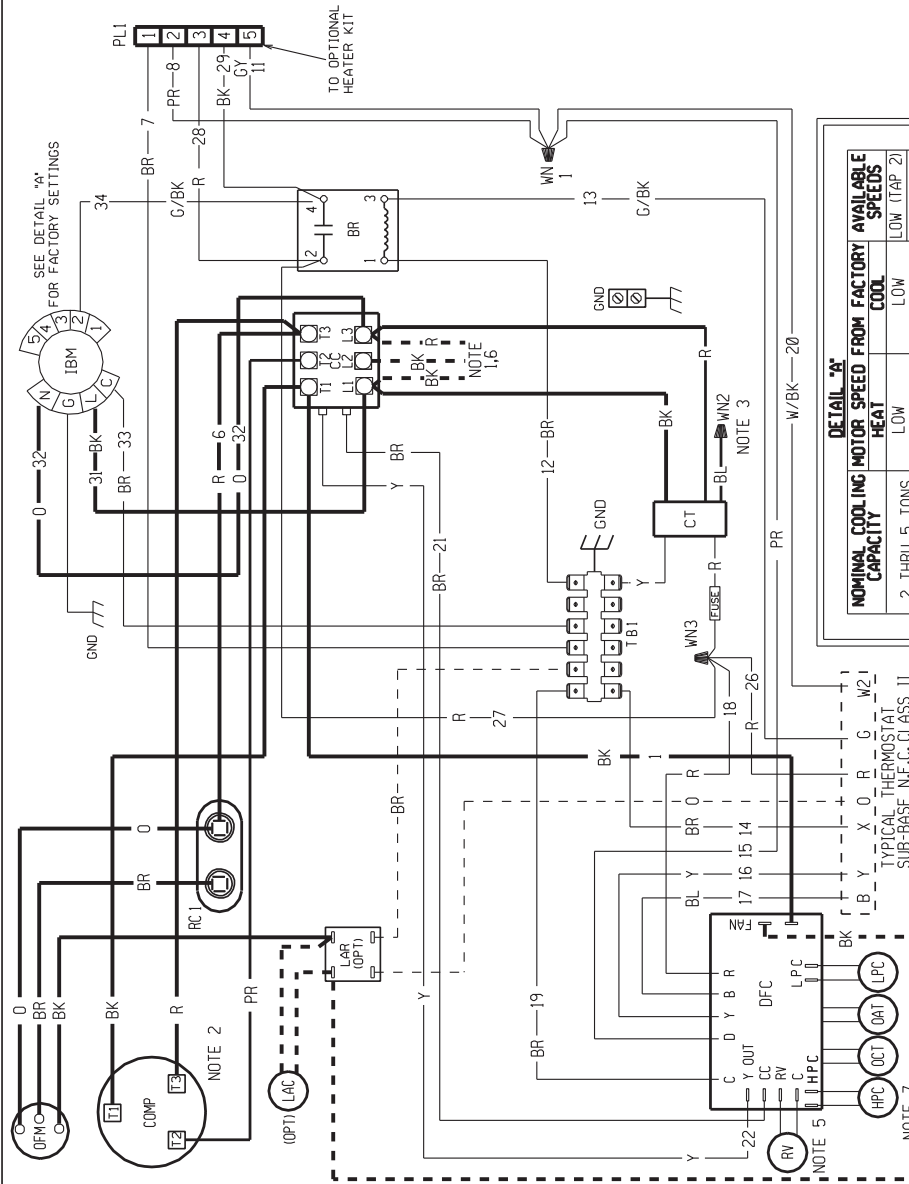 PL1
1
2
3
4
5
TO OPTIONAL
HEATER KIT
BR 7
PR 8
R 28
BK 29
GY
11
SEE DETAIL "A"
FOR FACTORY SETTINGS
34
G/BK
IBM
5
4
3
2
1
N
G
L
C
O 32
31 BK
BR 33
GND
R 6
O 32
2
4
BR
1
3
WN
1
13
G/BK
T1
T2
T3
CC
L1
L2
L3
BK
BK
R
NOTE
1,6
GND
BR
Y
12 BR
BK
R
CT
BL
WN2
NOTE 3
BR 21
GND
TB1
Y
R
FUSE
WN3
W/BK 20
PR
R 27
R 26
R 18
OFM
O
BR
BK
RC1
O
BR
BK
R
PR
COMP
T1
T2
T3
NOTE 2
LAR
(OPT)
LAC
(OPT)
BR
Y
BR 19
BK 1
O
BR 14
15
Y 16
BL 17
FAN
BK
DFC
R
B
Y
D
C
Y OUT
CC
RV
C
HPC
LPC
22
Y
RV
NOTE 5
HPC
OCT
OAT
LPC
B Y X O R G W2
TYPICAL THERMOSTAT
SUB-BASE N.E.C. CLASS II
DETAIL "A"
NOMINAL COOLING CAPACITY
MOTOR SPEED FROM FACTORY
HEAT
COOL
AVAILABLE SPEEDS
2 THRU 5 TONS
LOW
LOW
LOW (TAP 2)
NOTE 7